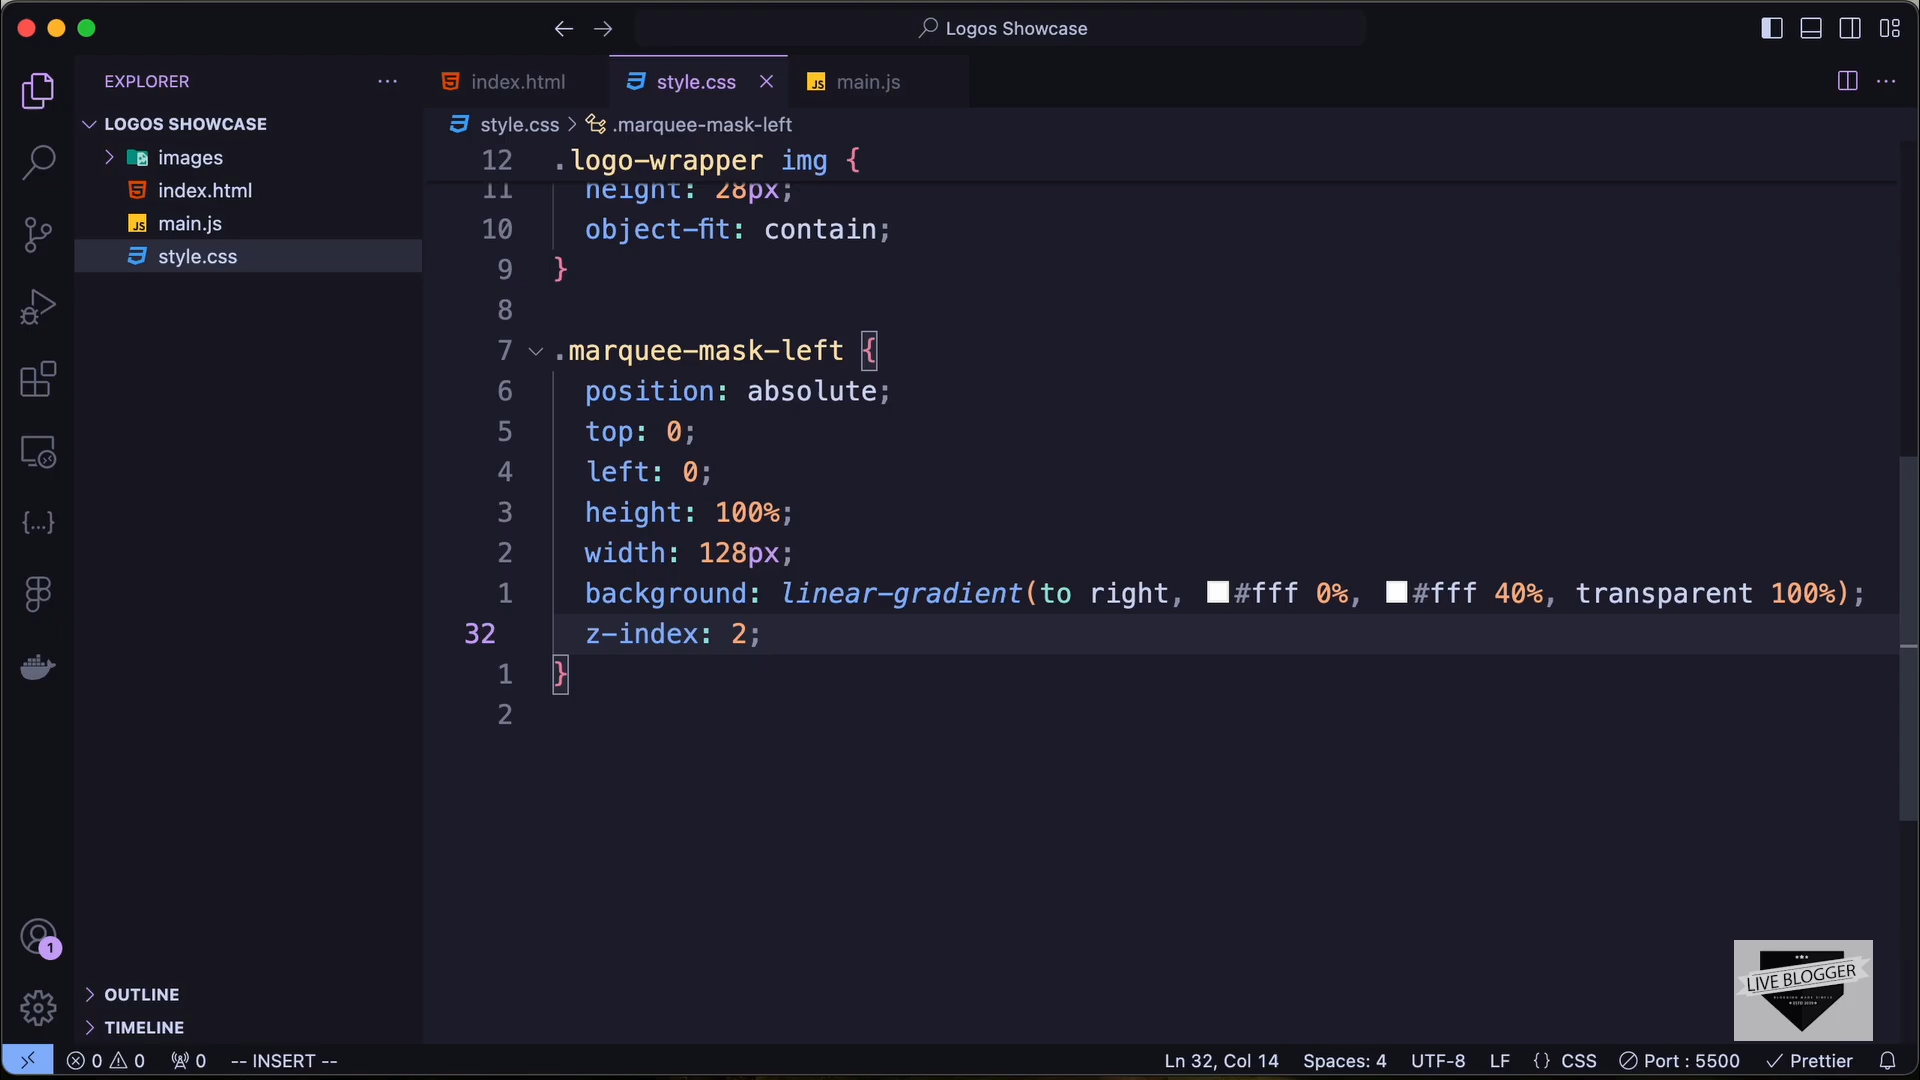 Logos Showcase
EXPLORER
index.html
style.css
main.js
LOGOS SHOWCASE
images
index.html
main.js
style.css
style.css > .marquee-mask-left
12 .logo-wrapper img {
11 height: 28px;
10 object-fit: contain;
9 }
8
7 .marquee-mask-left {
6 position: absolute;
5 top: 0;
4 left: 0;
3 height: 100%;
2 width: 128px;
1 background: linear-gradient(to right, #fff 0%, #fff 40%, transparent 100%);
32 z-index: 2;
1 }
2
1
OUTLINE
TIMELINE
LIVE BLOGGER
0 0 0 -- INSERT -- Ln 32, Col 14 Spaces: 4 UTF-8 LF {} CSS Port : 5500 Prettier